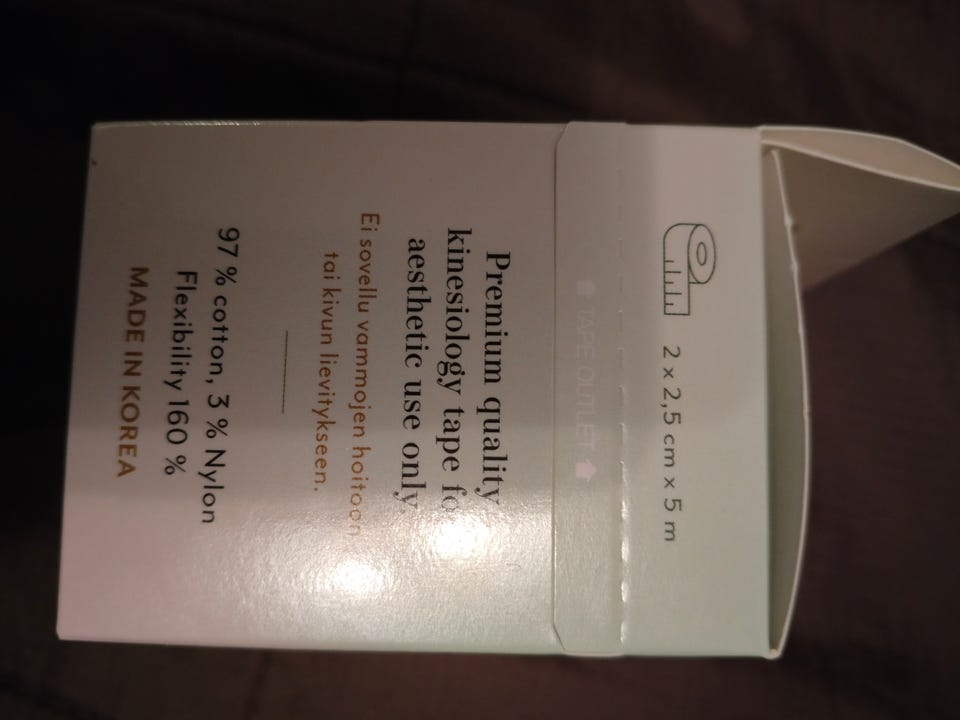 2 x 2,5 cm x 5 m
TAPE OUTLET
Premium quality
kinesiology tape fo
aesthetic use only.
Ei sovellu vammojen hoitoon
tai kivun lievitykseen.
97 % cotton, 3 % Nylon
Flexibility 160 %
MADE IN KOREA